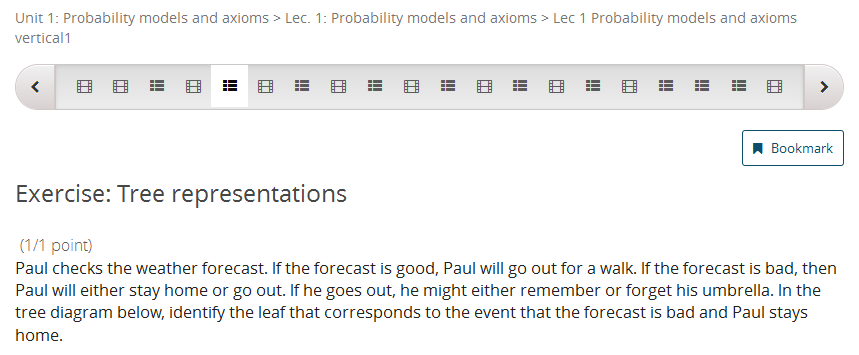 Unit 1: Probability models and axioms > Lec. 1: Probability models and axioms > Lec 1 Probability models and axioms
vertical1
Bookmark
Exercise: Tree representations
(1/1 point)
Paul checks the weather forecast. If the forecast is good, Paul will go out for a walk. If the forecast is bad, then
Paul will either stay home or go out. If he goes out, he might either remember or forget his umbrella. In the
tree diagram below, identify the leaf that corresponds to the event that the forecast is bad and Paul stays
home.